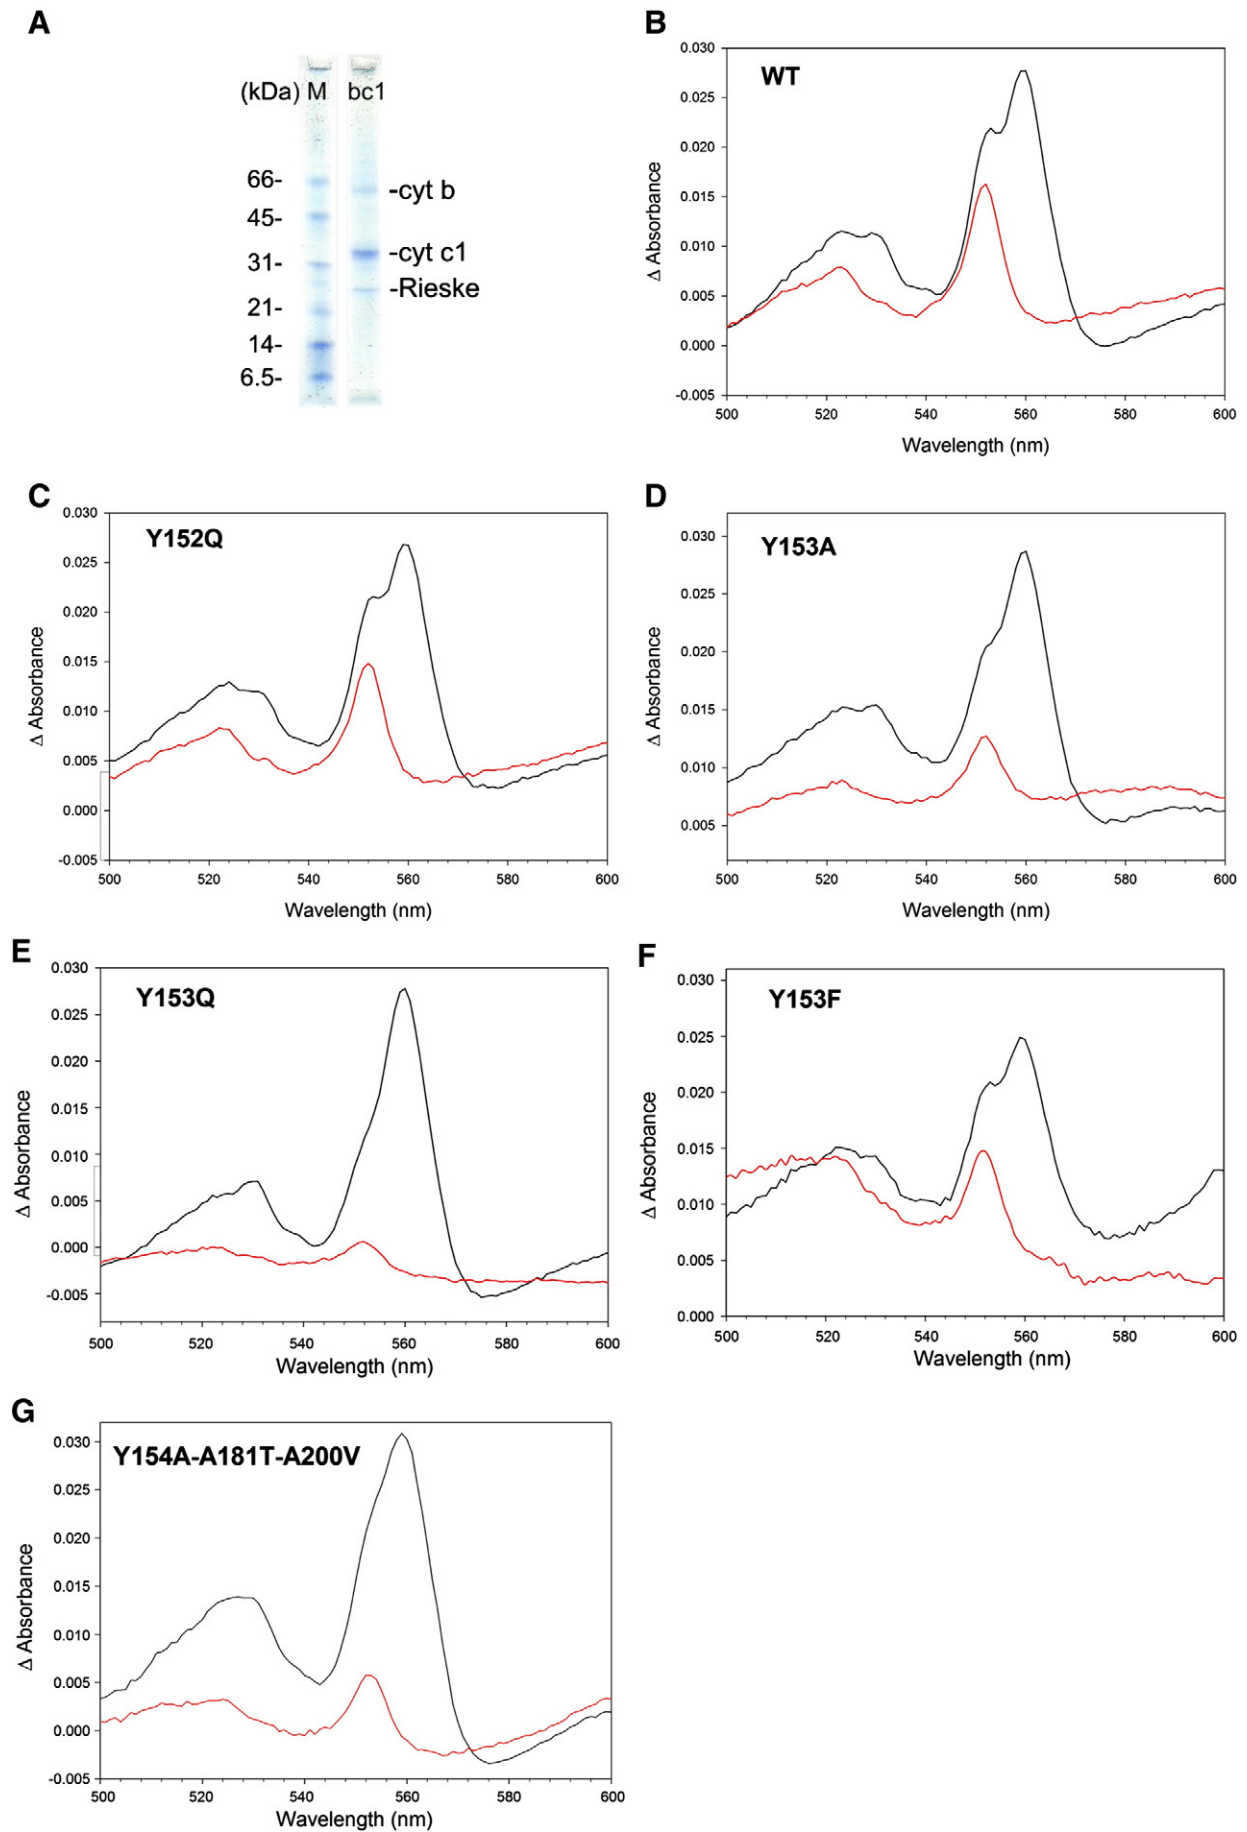 A
(kDa) M bc1
66-
-cyt b
45-
-cyt c1
31-
-Rieske
21-
14-
6.5-
B
WT
0.030
0.025
0.020
0.015
0.010
0.005
0.000
-0.005
Δ Absorbance
500 520 540 560 580 600
Wavelength (nm)
C
Y152Q
0.030
0.025
0.020
0.015
0.010
0.005
0.000
-0.005
Δ Absorbance
500 520 540 560 580 600
Wavelength (nm)
D
Y153A
0.030
0.025
0.020
0.015
0.010
0.005
Δ Absorbance
500 520 540 560 580 600
Wavelength (nm)
E
Y153Q
0.030
0.025
0.020
0.015
0.010
0.005
0.000
-0.005
Δ Absorbance
500 520 540 560 580 600
Wavelength (nm)
F
Y153F
0.030
0.025
0.020
0.015
0.010
0.005
0.000
Δ Absorbance
500 520 540 560 580 600
Wavelength (nm)
G
Y154A-A181T-A200V
0.030
0.025
0.020
0.015
0.010
0.005
0.000
-0.005
Δ Absorbance
500 520 540 560 580 600
Wavelength (nm)